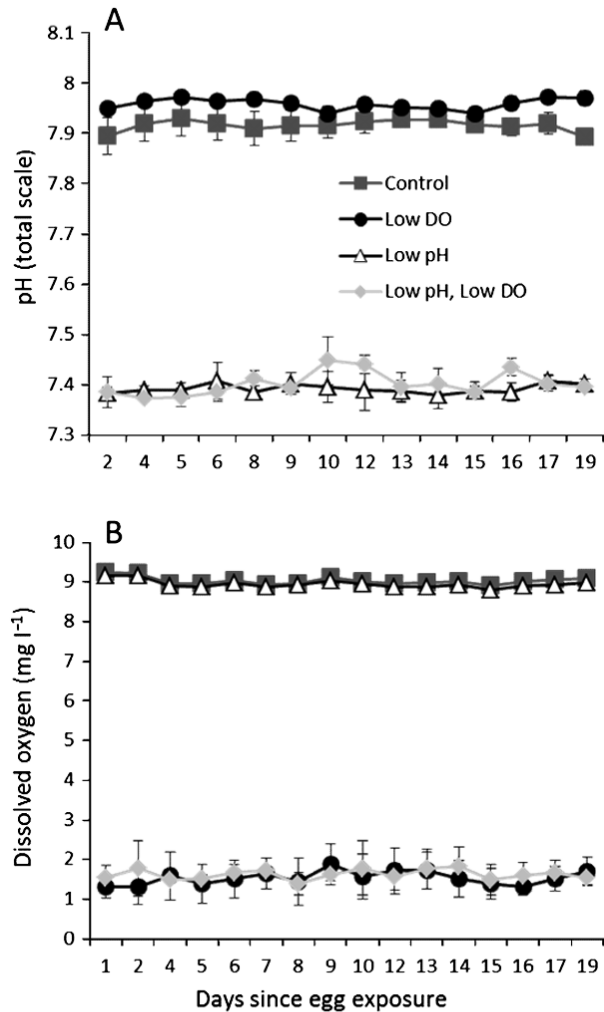 A
pH (total scale)
8.1
8
7.9
7.8
7.7
7.6
7.5
7.4
7.3
Control
Low DO
Low pH
Low pH, Low DO
2 4 5 6 8 9 10 12 13 14 15 16 17 19
B
Dissolved oxygen (mg l⁻¹)
10
9
8
7
6
5
4
3
2
1
0
1 2 4 5 6 7 8 9 10 12 13 14 15 16 17 19
Days since egg exposure